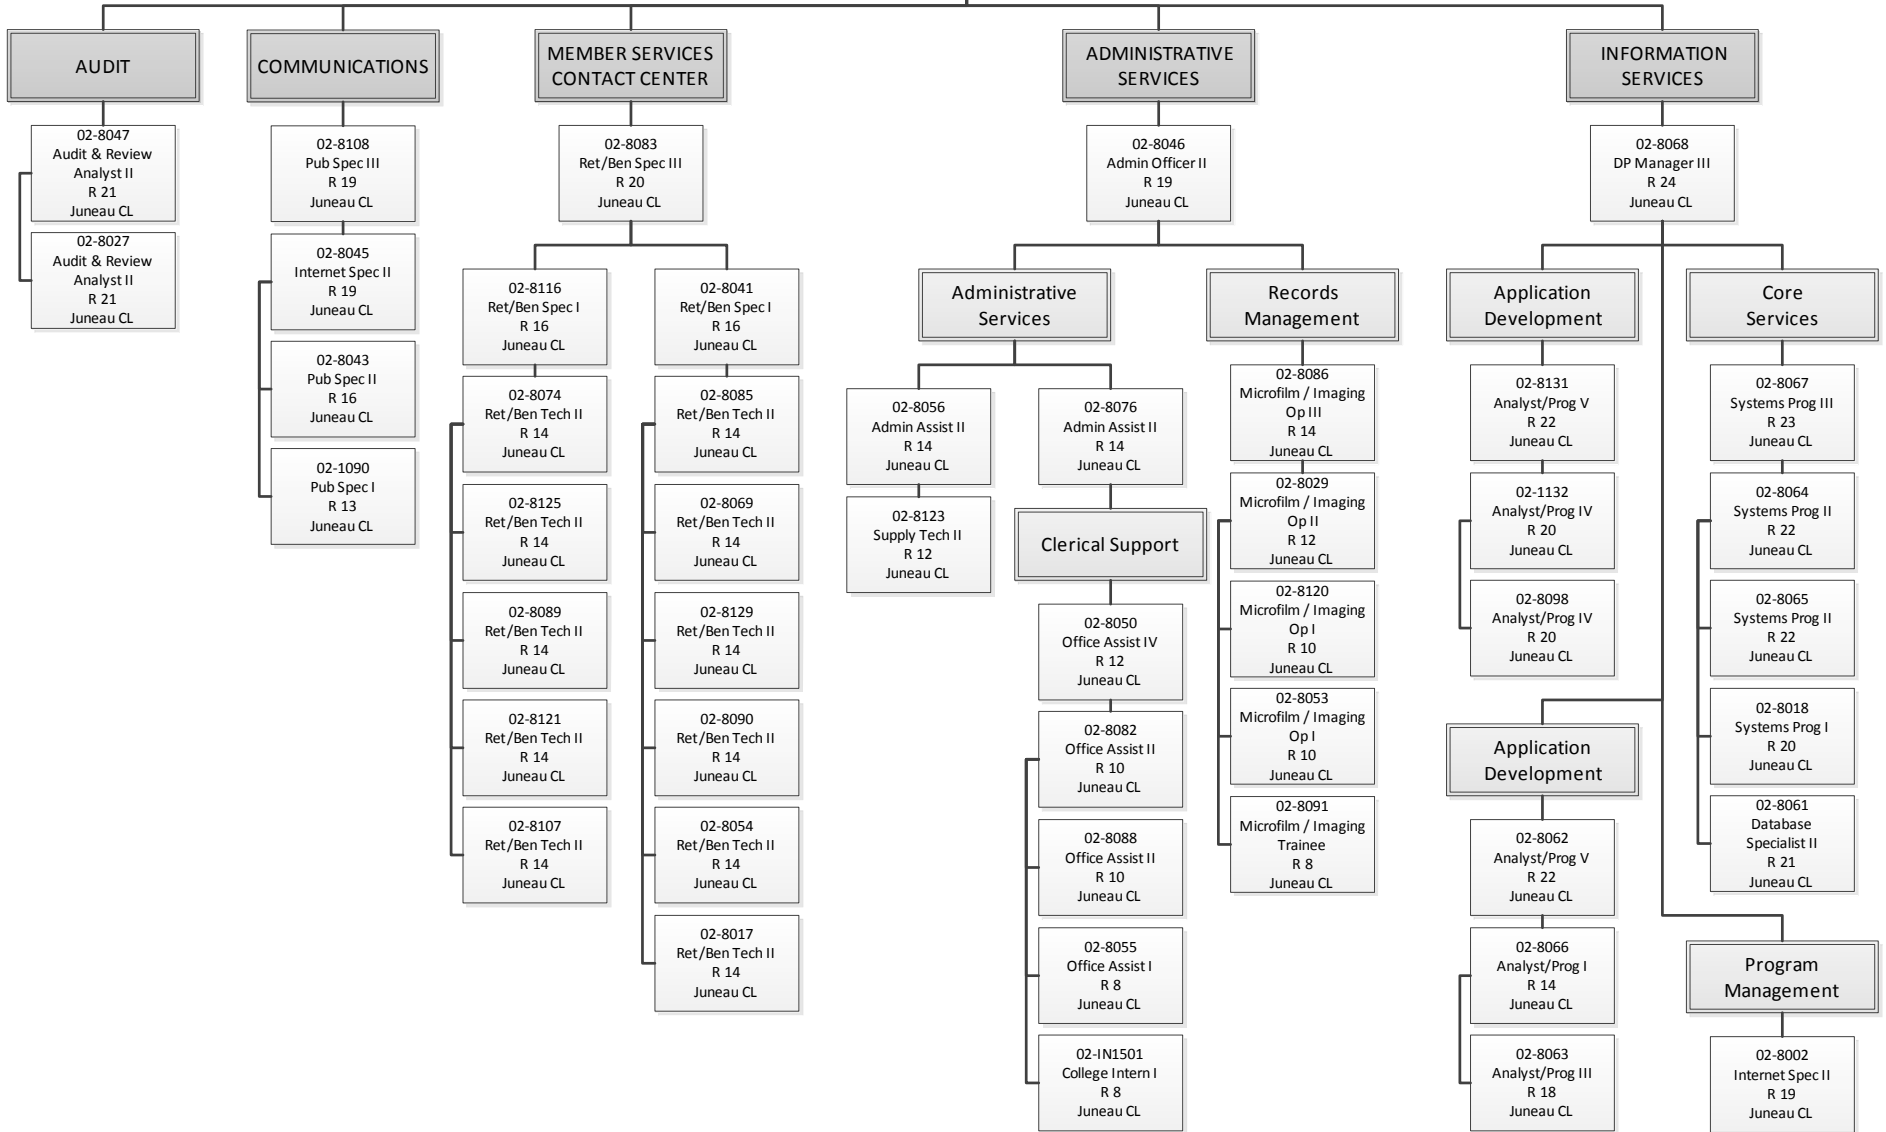 AUDIT
02-8047
Audit & Review
Analyst II
R 21
Juneau CL
02-8027
Audit & Review
Analyst II
R 21
Juneau CL
COMMUNICATIONS
02-8108
Pub Spec III
R 19
Juneau CL
02-8045
Internet Spec II
R 19
Juneau CL
02-8043
Pub Spec II
R 16
Juneau CL
02-1090
Pub Spec I
R 13
Juneau CL
MEMBER SERVICES
CONTACT CENTER
02-8083
Ret/Ben Spec III
R 20
Juneau CL
02-8116
Ret/Ben Spec I
R 16
Juneau CL
02-8074
Ret/Ben Tech II
R 14
Juneau CL
02-8125
Ret/Ben Tech II
R 14
Juneau CL
02-8089
Ret/Ben Tech II
R 14
Juneau CL
02-8121
Ret/Ben Tech II
R 14
Juneau CL
02-8107
Ret/Ben Tech II
R 14
Juneau CL
02-8041
Ret/Ben Spec I
R 16
Juneau CL
02-8085
Ret/Ben Tech II
R 14
Juneau CL
02-8069
Ret/Ben Tech II
R 14
Juneau CL
02-8129
Ret/Ben Tech II
R 14
Juneau CL
02-8090
Ret/Ben Tech II
R 14
Juneau CL
02-8054
Ret/Ben Tech II
R 14
Juneau CL
02-8017
Ret/Ben Tech II
R 14
Juneau CL
ADMINISTRATIVE
SERVICES
02-8046
Admin Officer II
R 19
Juneau CL
Administrative
Services
02-8056
Admin Assist II
R 14
Juneau CL
02-8123
Supply Tech II
R 12
Juneau CL
02-8076
Admin Assist II
R 14
Juneau CL
Clerical Support
02-8050
Office Assist IV
R 12
Juneau CL
02-8082
Office Assist II
R 10
Juneau CL
02-8088
Office Assist II
R 10
Juneau CL
02-8055
Office Assist I
R 8
Juneau CL
02-IN1501
College Intern I
R 8
Juneau CL
Records
Management
02-8086
Microfilm / Imaging
Op III
R 14
Juneau CL
02-8029
Microfilm / Imaging
Op II
R 12
Juneau CL
02-8120
Microfilm / Imaging
Op I
R 10
Juneau CL
02-8053
Microfilm / Imaging
Op I
R 10
Juneau CL
02-8091
Microfilm / Imaging
Trainee
R 8
Juneau CL
INFORMATION
SERVICES
02-8068
DP Manager III
R 24
Juneau CL
Application
Development
02-8131
Analyst/Prog V
R 22
Juneau CL
02-1132
Analyst/Prog IV
R 20
Juneau CL
02-8098
Analyst/Prog IV
R 20
Juneau CL
Application
Development
02-8062
Analyst/Prog V
R 22
Juneau CL
02-8066
Analyst/Prog I
R 14
Juneau CL
02-8063
Analyst/Prog III
R 18
Juneau CL
Core
Services
02-8067
Systems Prog III
R 23
Juneau CL
02-8064
Systems Prog II
R 22
Juneau CL
02-8065
Systems Prog II
R 22
Juneau CL
02-8018
Systems Prog I
R 20
Juneau CL
02-8061
Database
Specialist II
R 21
Juneau CL
Program
Management
02-8002
Internet Spec II
R 19
Juneau CL